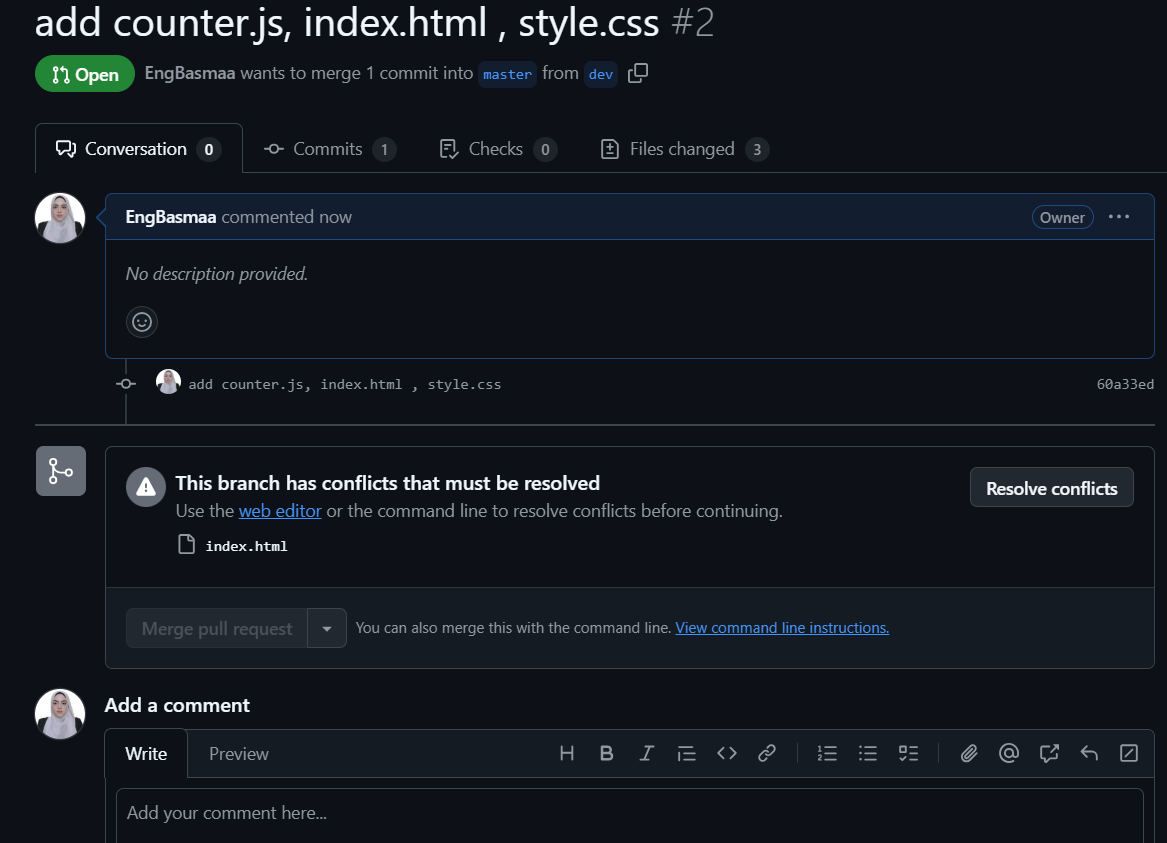 add counter.js, index.html , style.css #2
Open EngBasmaa wants to merge 1 commit into master from dev
Conversation 0 Commits 1 Checks 0 Files changed 3
EngBasmaa commented now Owner
No description provided.
add counter.js, index.html , style.css 60a33ed
This branch has conflicts that must be resolved
Resolve conflicts
Use the web editor or the command line to resolve conflicts before continuing.
index.html
Merge pull request You can also merge this with the command line. View command line instructions.
Add a comment
Write Preview
Add your comment here...